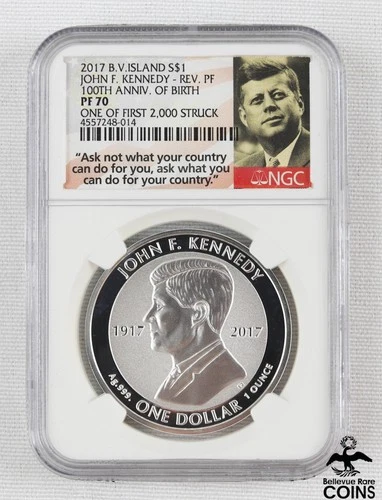 2017 B.V.ISLAND S$1
JOHN F. KENNEDY - REV. PF
100TH ANNIV. OF BIRTH
PF 70
ONE OF FIRST 2,000 STRUCK
4557248-014
"Ask not what your country
can do for you, ask what you
can do for your country."
NGC
JOHN F. KENNEDY
1917 2017
AG.999. ONE DOLLAR 1 OUNCE
Bellevue Rare
COINS